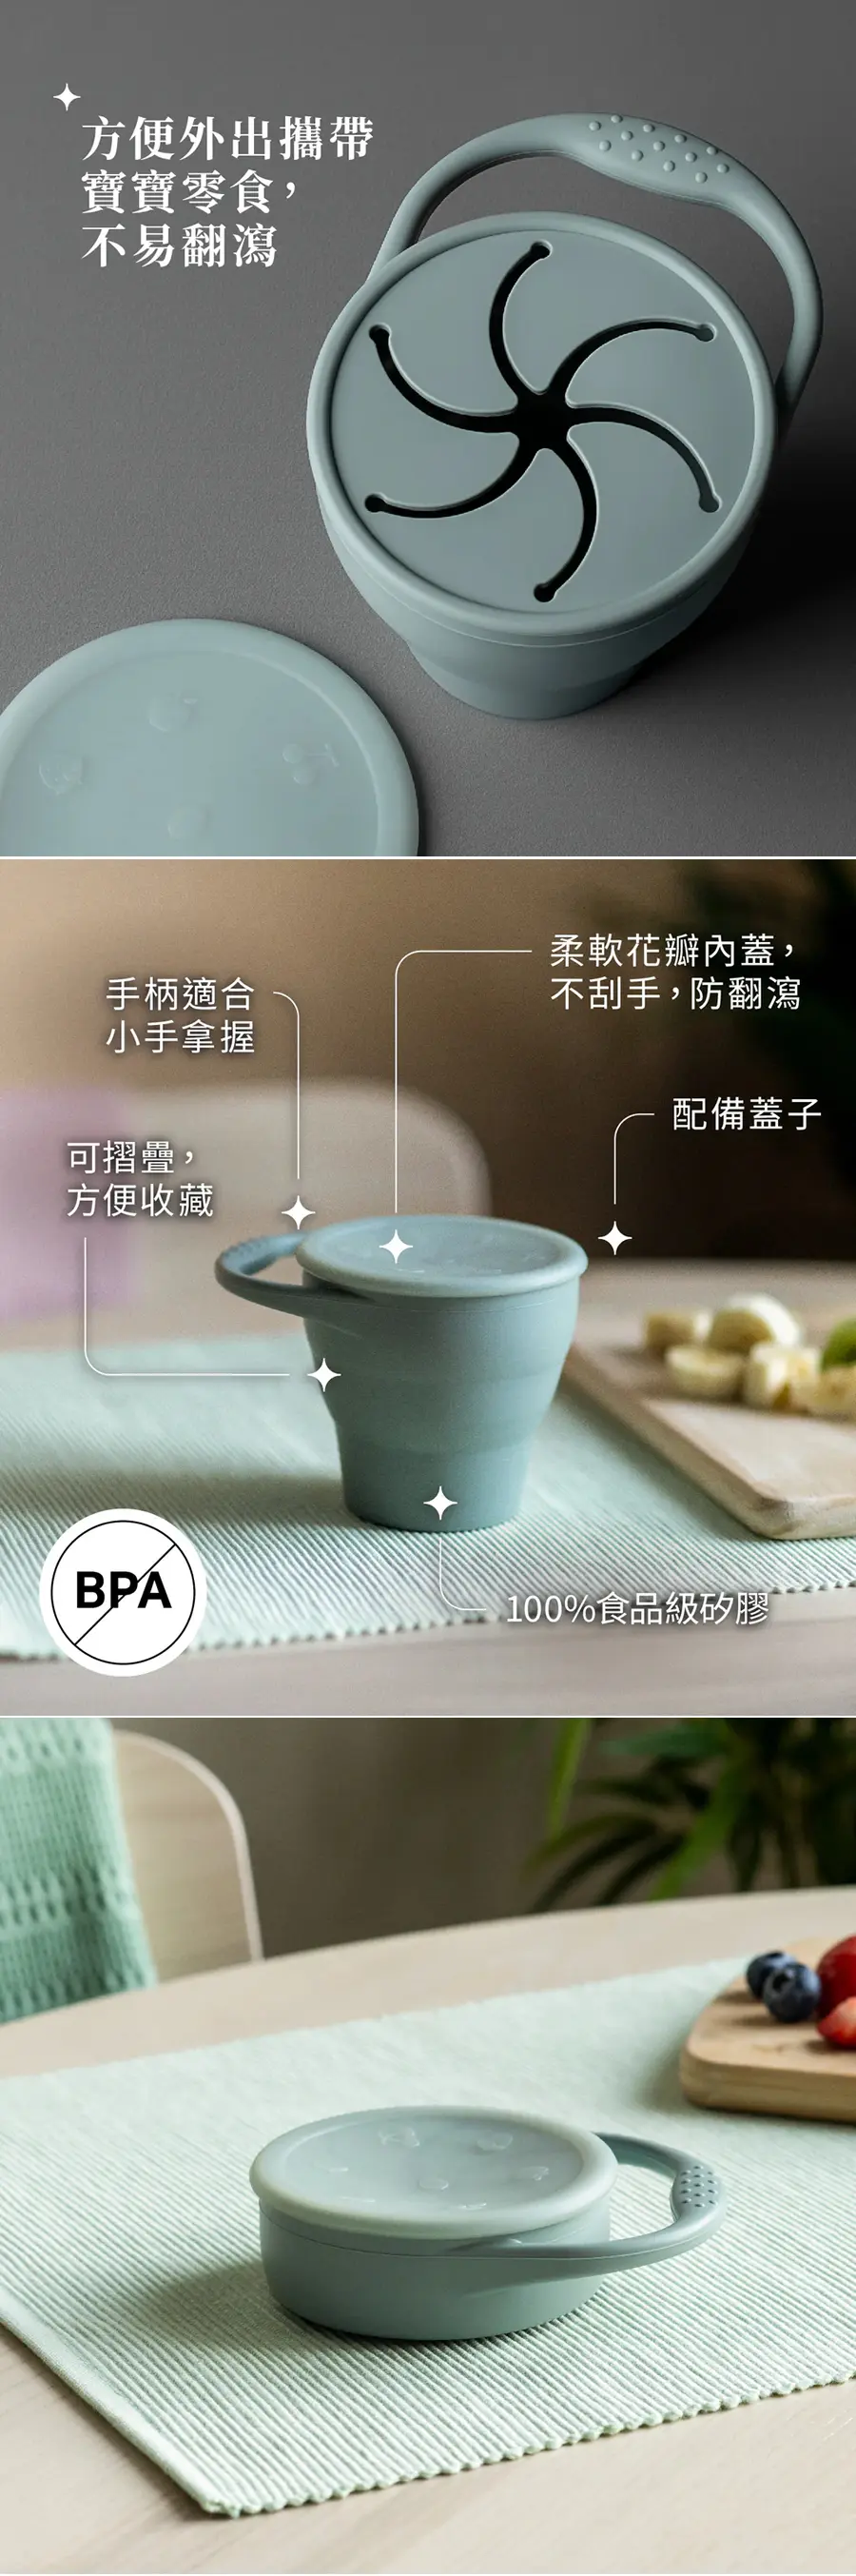 方便外出攜帶
寶寶零食，
不易翻瀉
柔軟花瓣內蓋，
不刮手，防翻瀉
手柄適合
小手拿握
配備蓋子
可摺疊，
方便收藏
BPA
100%食品級矽膠